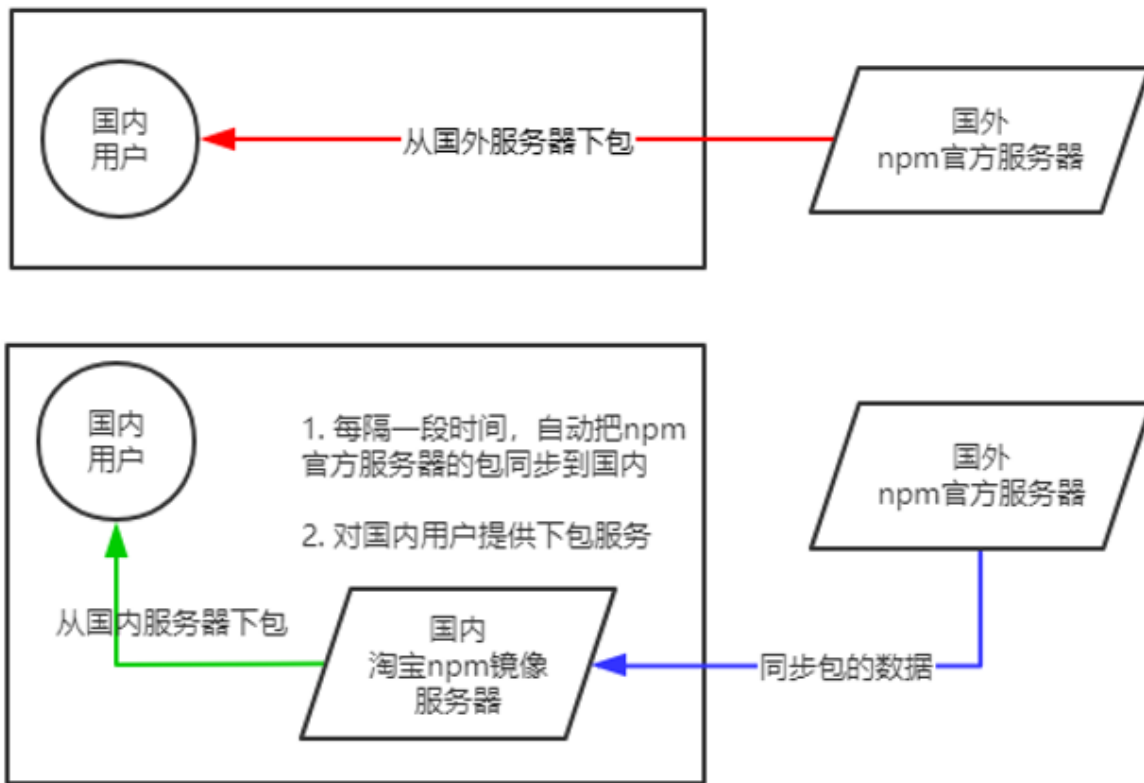 国内
用户
从国外服务器下包
国外
npm官方服务器
国内
用户
1. 每隔一段时间，自动把npm
官方服务器的包同步到国内
2. 对国内用户提供下包服务
国外
npm官方服务器
从国内服务器下包
国内
淘宝npm镜像
服务器
同步包的数据